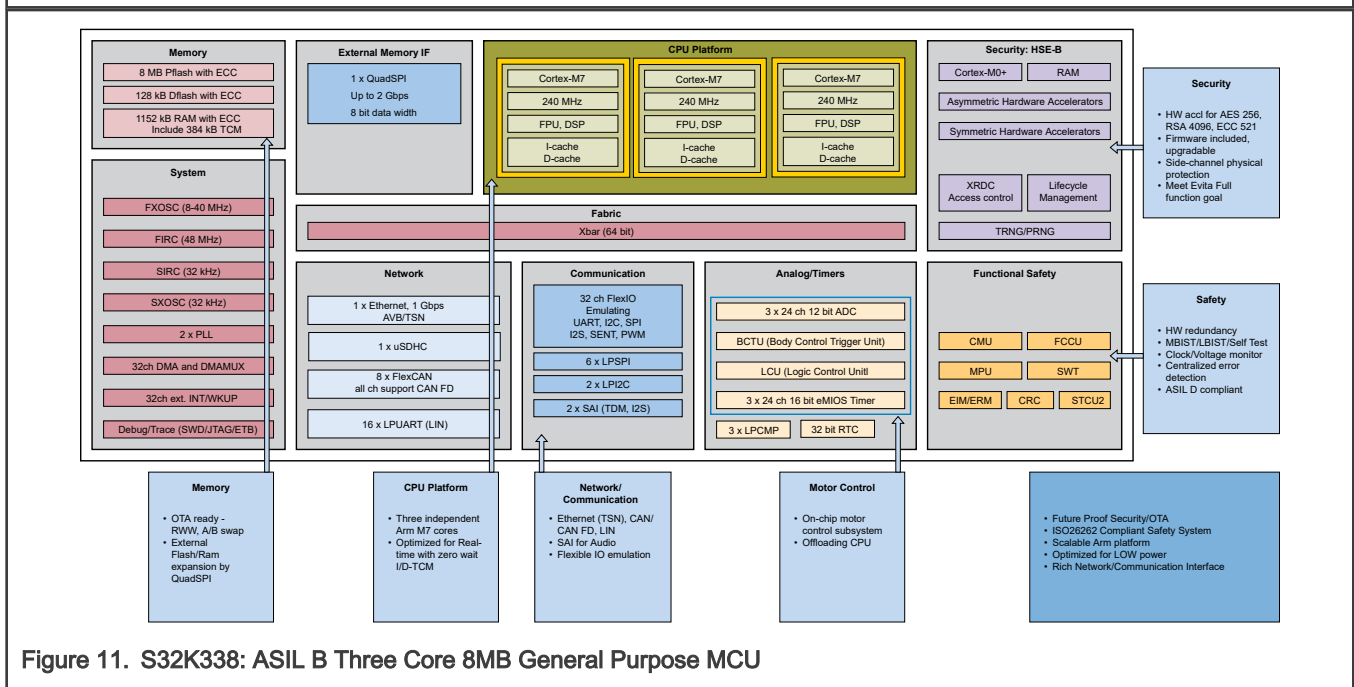 Memory
8 MB Pflash with ECC
128 kB Dflash with ECC
1152 kB RAM with ECC
Include 384 kB TCM
External Memory IF
1 x QuadSPI
Up to 2 Gbps
8 bit data width
CPU Platform
Cortex-M7
240 MHz
FPU, DSP
I-cache
D-cache
Cortex-M7
240 MHz
FPU, DSP
I-cache
D-cache
Cortex-M7
240 MHz
FPU, DSP
I-cache
D-cache
Security: HSE-B
Cortex-M0+
RAM
Asymmetric Hardware Accelerators
Symmetric Hardware Accelerators
XRDC
Access control
Lifecycle
Management
TRNG/PRNG
Security
• HW accl for AES 256,
RSA 4096, ECC 521
• Firmware included,
upgradable
• Side-channel physical
protection
• Meet Evita Full
function goal
System
FXOSC (8-40 MHz)
FIRC (48 MHz)
SIRC (32 kHz)
SXOSC (32 kHz)
2 x PLL
32ch DMA and DMAMUX
32ch ext. INT/WKUP
Debug/Trace (SWD/JTAG/ETB)
Fabric
Xbar (64 bit)
Network
1 x Ethernet, 1 Gbps
AVB/TSN
1 x uSDHC
8 x FlexCAN
all ch support CAN FD
16 x LPUART (LIN)
Communication
32 ch FlexIO
Emulating
UART, I2C, SPI
I2S, SENT, PWM
6 x LPSPI
2 x LPI2C
2 x SAI (TDM, I2S)
Analog/Timers
3 x 24 ch 12 bit ADC
BCTU (Body Control Trigger Unit)
LCU (Logic Control Unitl
3 x 24 ch 16 bit eMIOS Timer
3 x LPCMP
32 bit RTC
Functional Safety
CMU
FCCU
MPU
SWT
EIM/ERM
CRC
STCU2
Safety
• HW redundancy
• MBIST/LBIST/Self Test
• Clock/Voltage monitor
• Centralized error
detection
• ASIL D compliant
Memory
• OTA ready -
RWW, A/B swap
• External
Flash/Ram
expansion by
QuadSPI
CPU Platform
• Three independent
Arm M7 cores
• Optimized for Real-
time with zero wait
I/D-TCM
Network/
Communication
• Ethernet (TSN), CAN/
CAN FD, LIN
• SAI for Audio
• Flexible IO emulation
Motor Control
• On-chip motor
control subsystem
• Offloading CPU
• Future Proof Security/OTA
• ISO26262 Compliant Safety System
• Scalable Arm platform
• Optimized for LOW power
• Rich Network/Communication Interface
Figure 11. S32K338: ASIL B Three Core 8MB General Purpose MCU